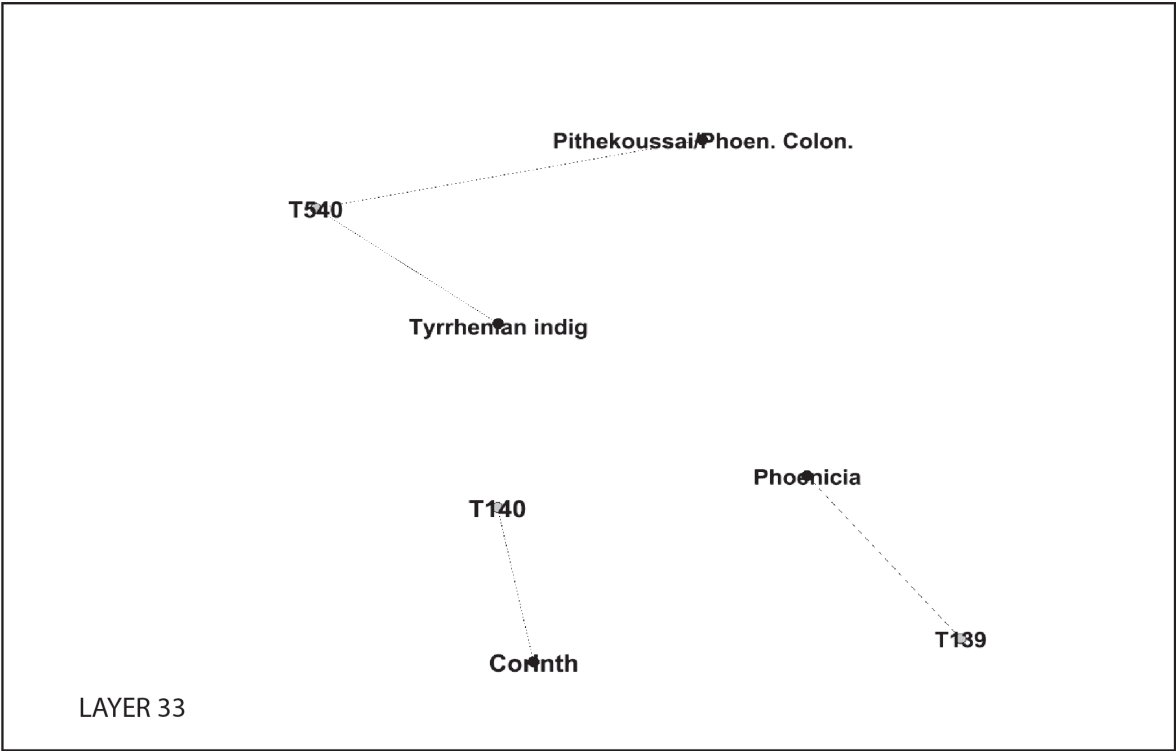 Pithekoussai/Phoen. Colon.
T540
Tyrrhenian indig
Phoenicia
T140
T139
Corinth
LAYER 33